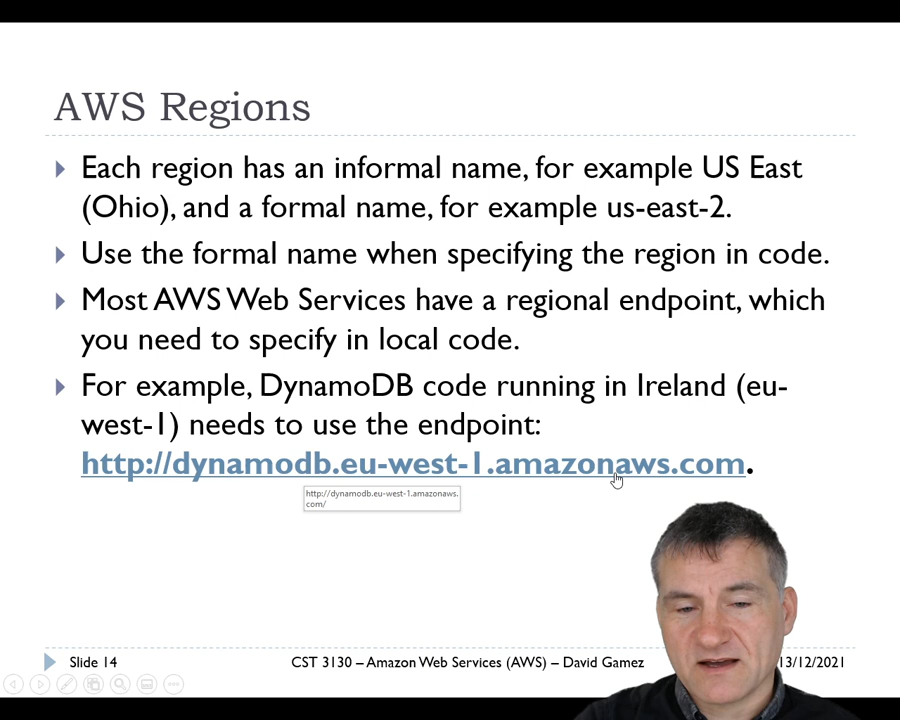 AWS Regions
Each region has an informal name, for example US East
(Ohio), and a formal name, for example us-east-2.
Use the formal name when specifying the region in code.
Most AWS Web Services have a regional endpoint, which
you need to specify in local code.
For example, DynamoDB code running in Ireland (eu-
west-1) needs to use the endpoint:
http://dynamodb.eu-west-1.amazonaws.com.
http://dynamodb.eu-west-1.amazonaws.
com/
Slide 14
CST 3130 – Amazon Web Services (AWS) – David Gamez
13/12/2021